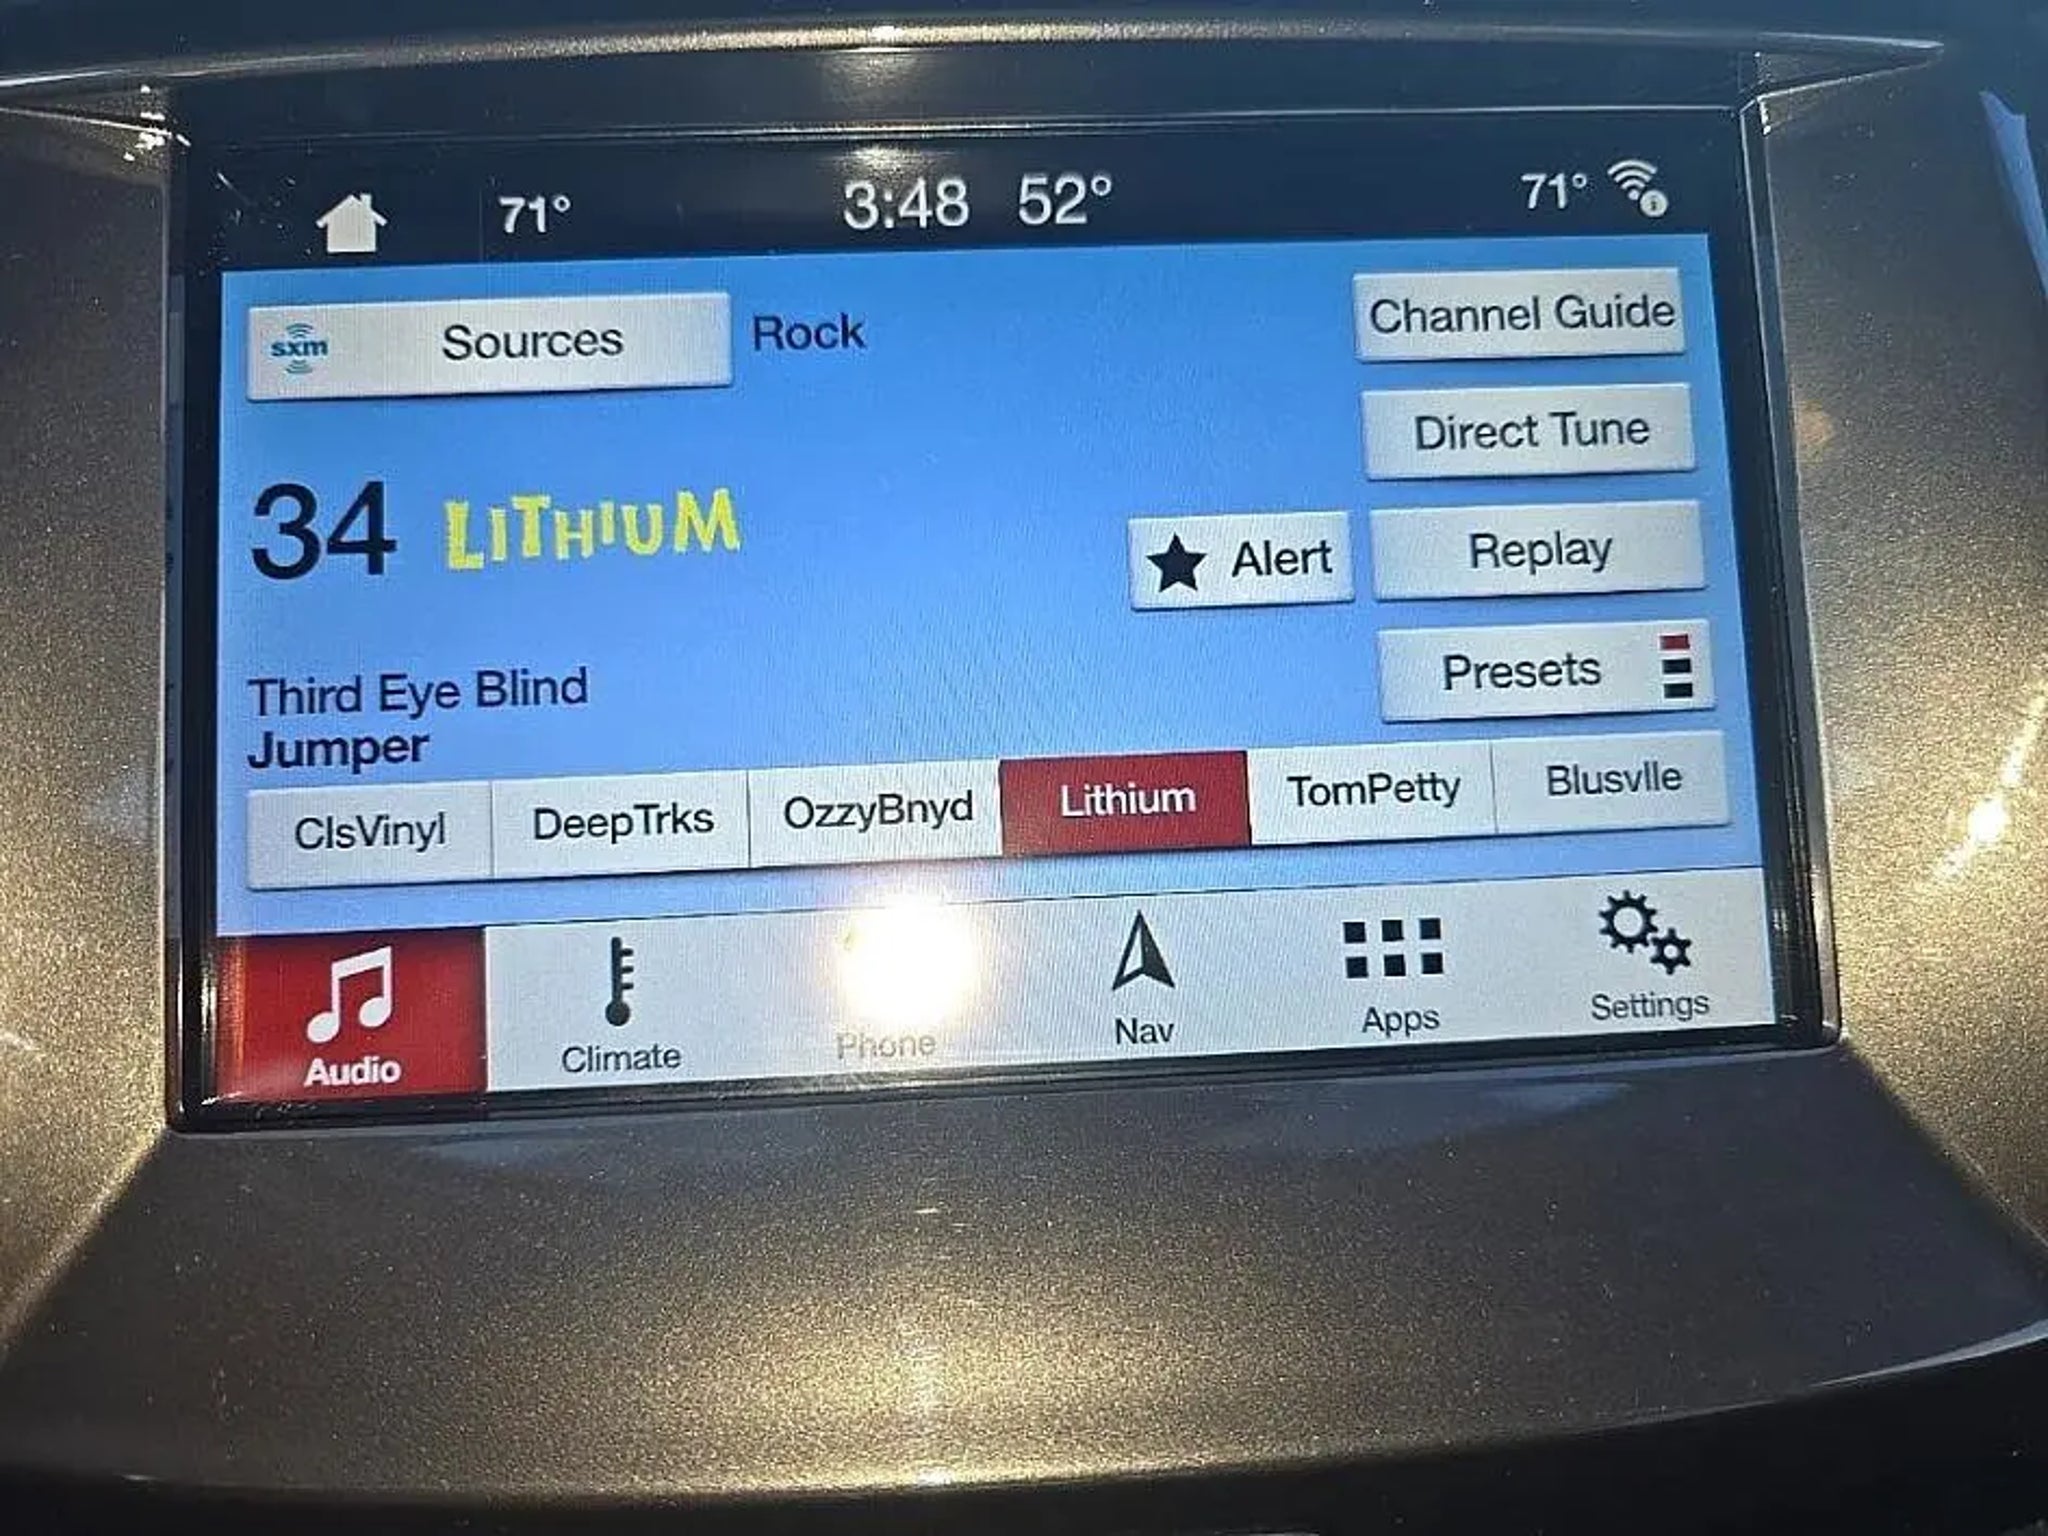 71° 3:48 52° 71°
sxm Sources Rock Channel Guide
Direct Tune
34 LITHIUM
Alert Replay
Third Eye Blind
Presets
Jumper
ClsVinyl DeepTrks OzzyBnyd Lithium TomPetty Blusvlle
Audio Climate Phone Nav Apps Settings